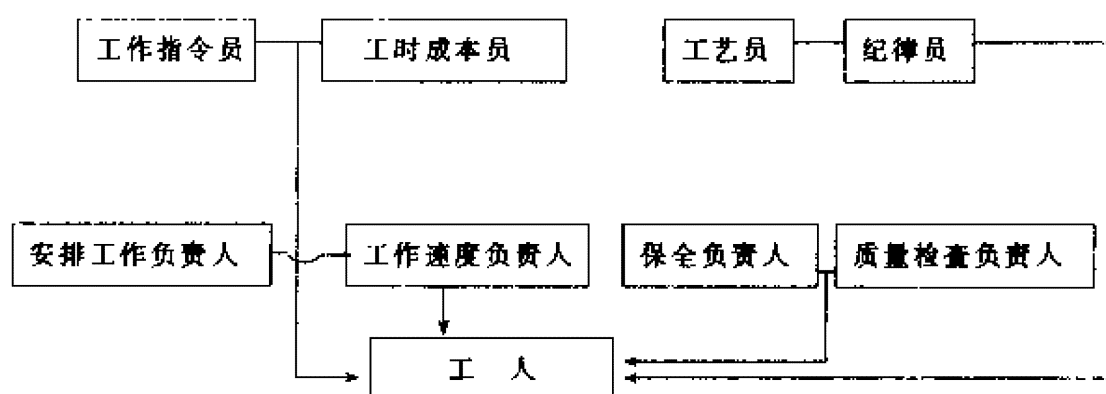 工作指令员
工时成本员
工艺员
纪律员
安排工作负责人
工作速度负责人
保全负责人
质量检查负责人
工 人